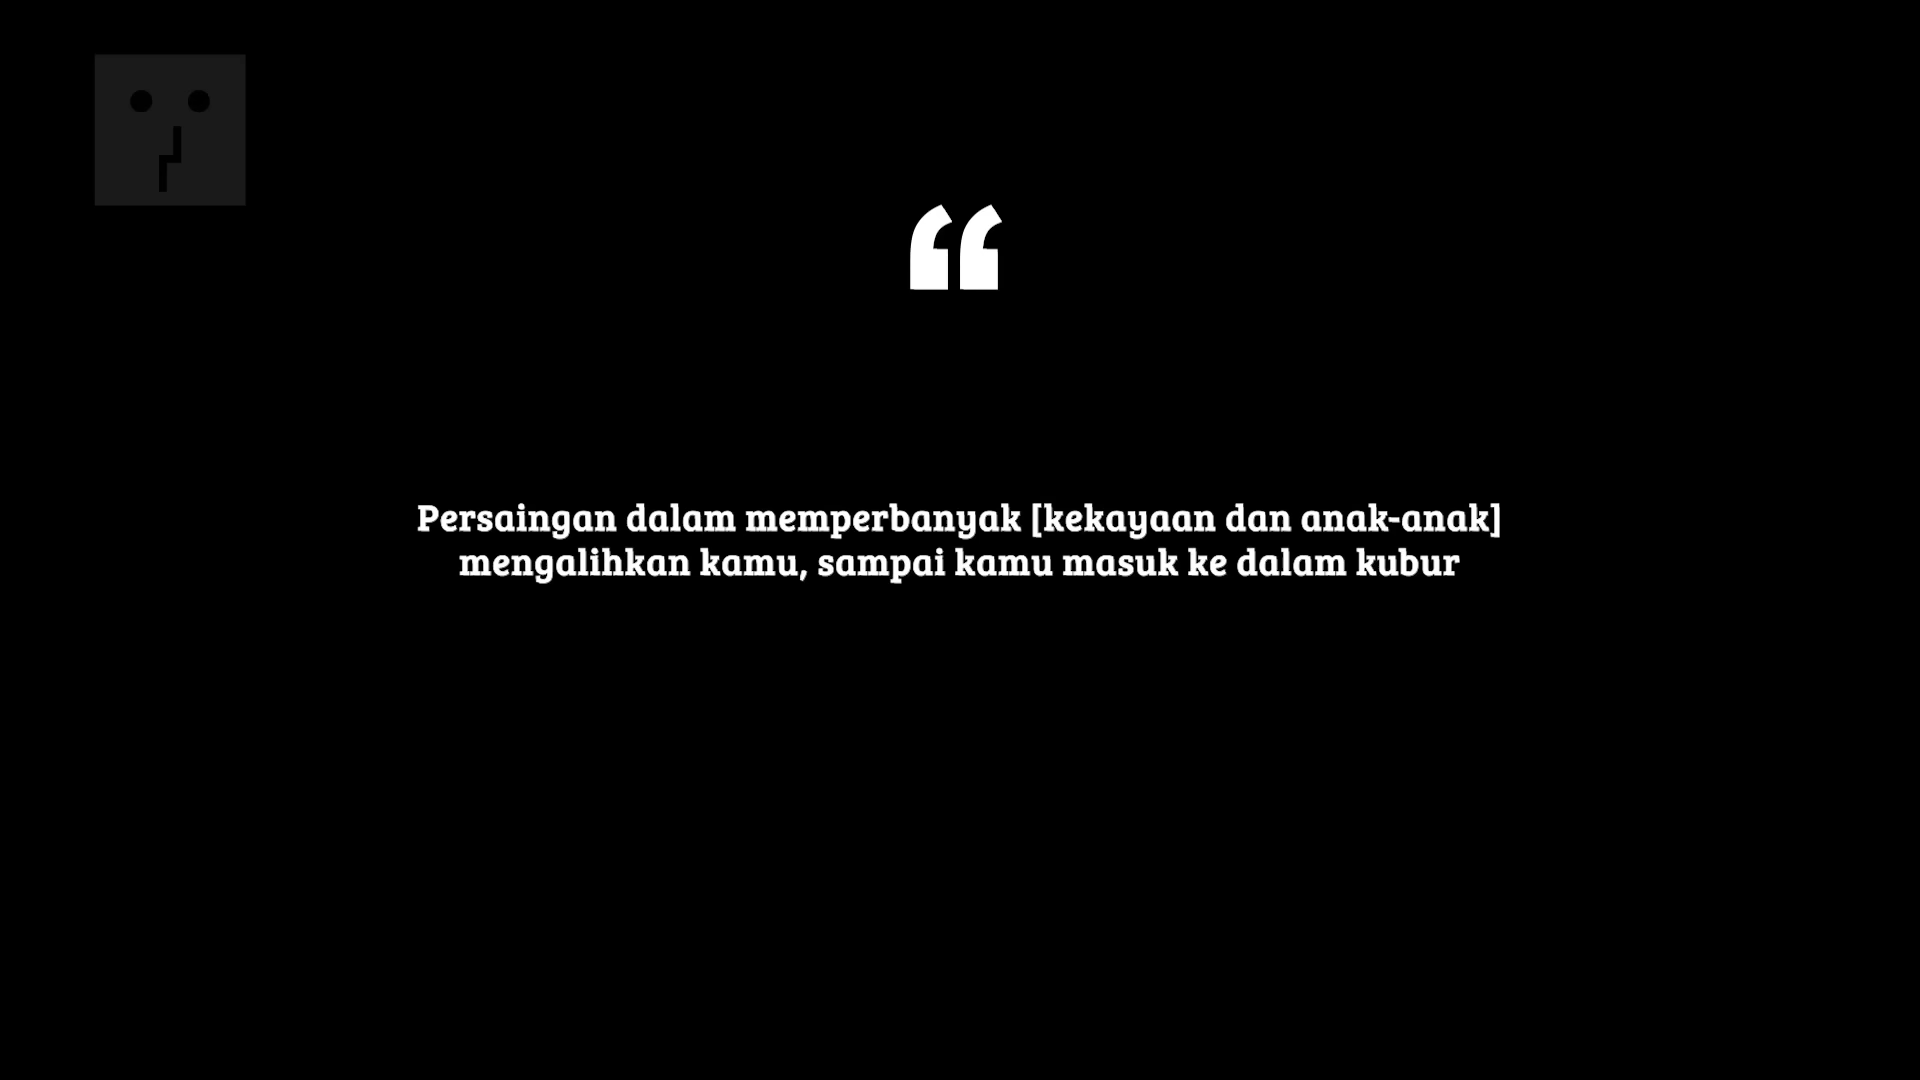 “
Persaingan dalam memperbanyak [kekayaan dan anak-anak]
mengalihkan kamu, sampai kamu masuk ke dalam kubur